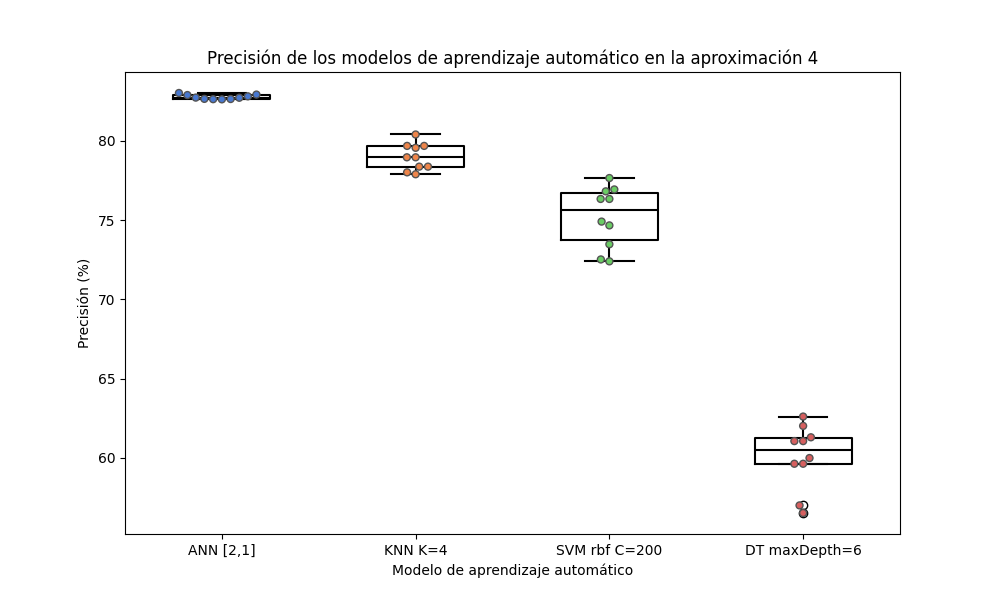 Precisión de los modelos de aprendizaje automático en la aproximación 4
Precisión (%)
80
75
70
65
60
ANN [2,1]
KNN K=4
SVM rbf C=200
DT maxDepth=6
Modelo de aprendizaje automático